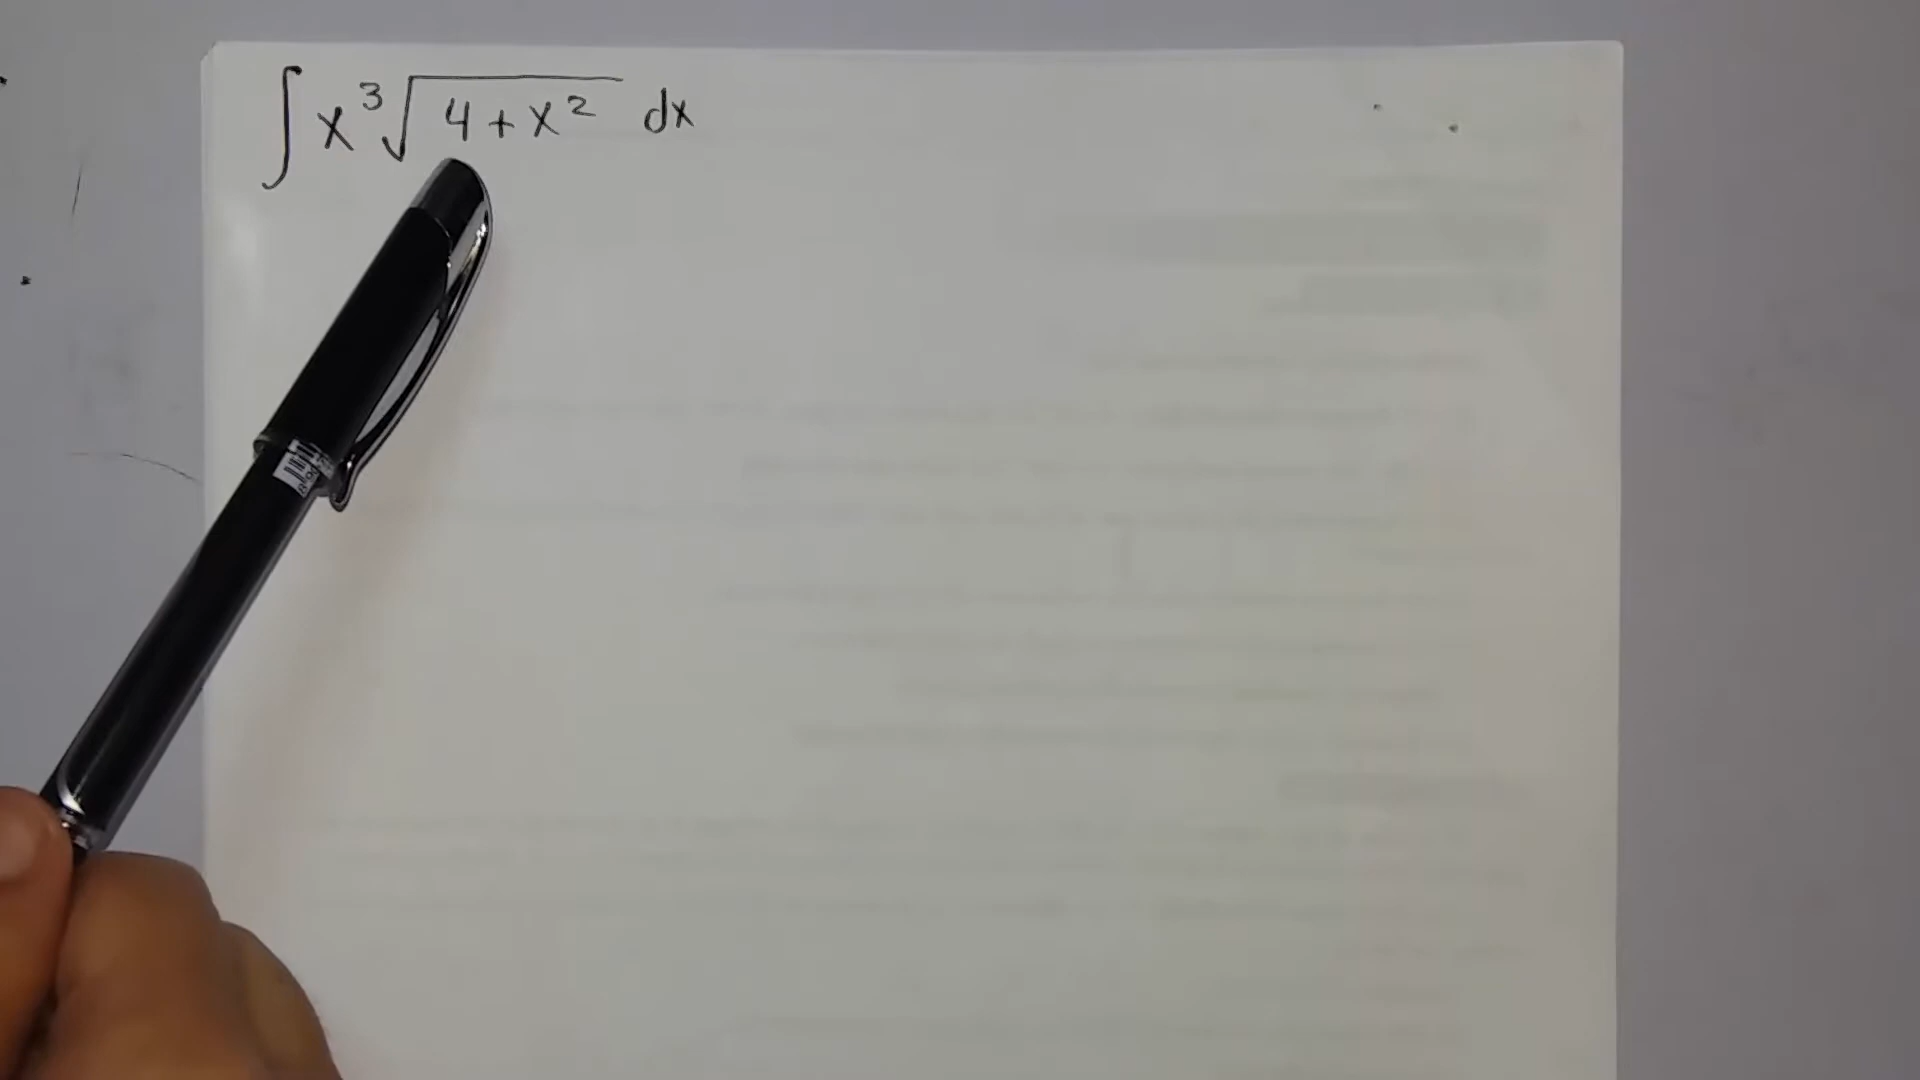 ∫ x³√(4+x²) dx